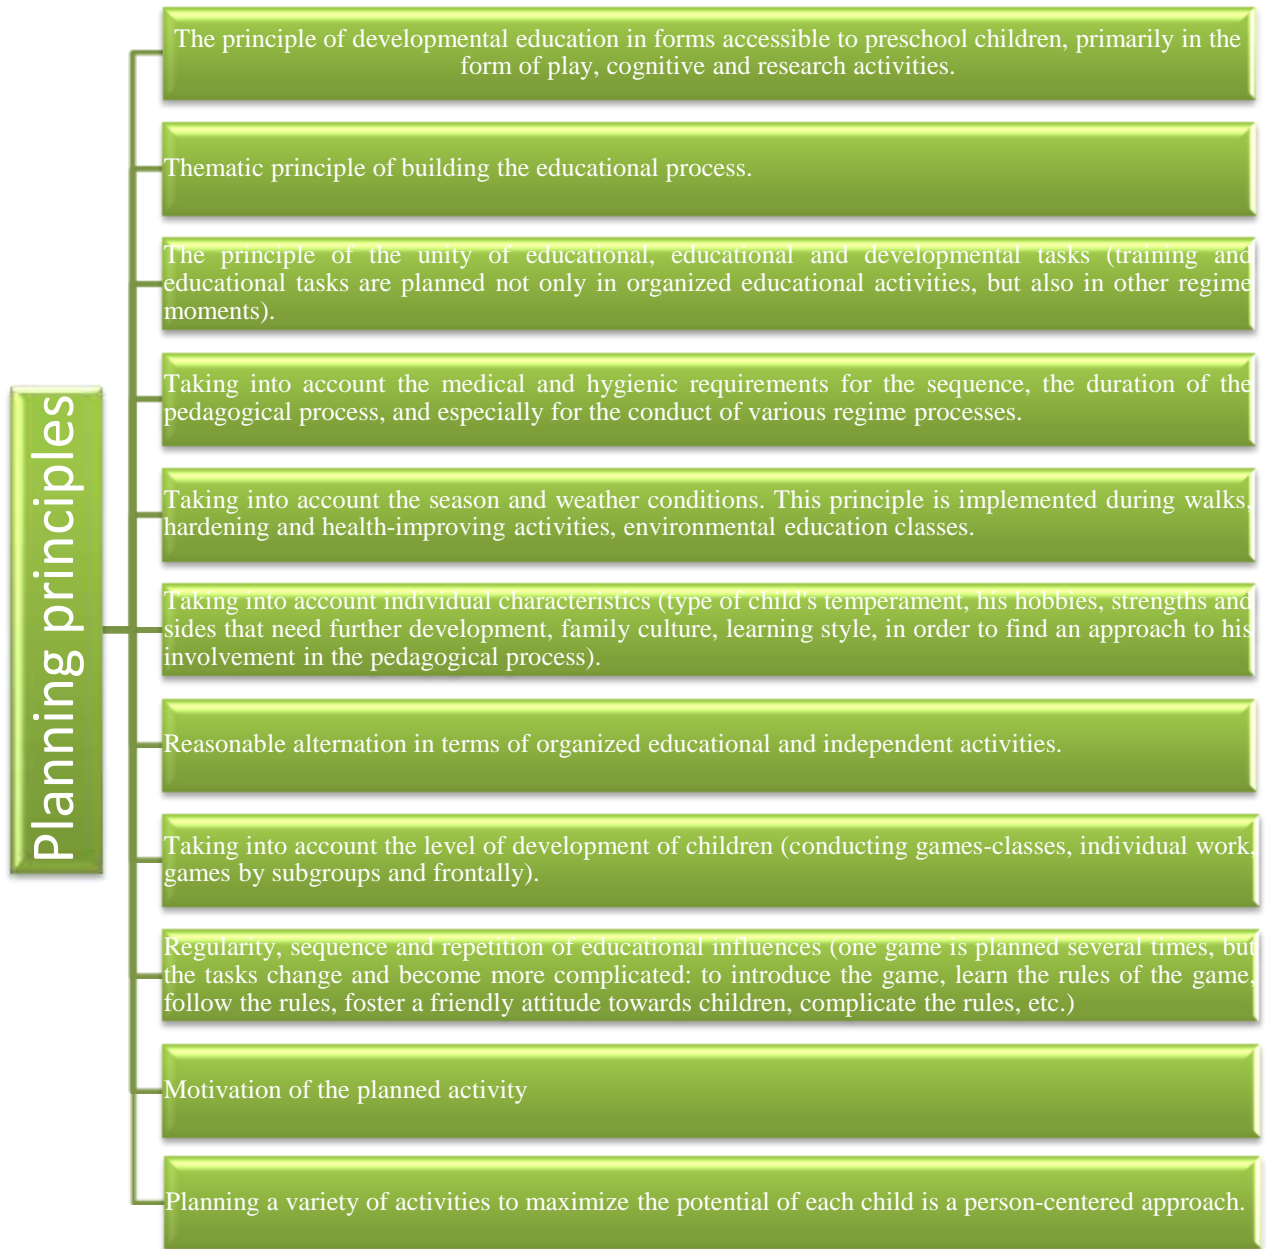 Planning principles
The principle of developmental education in forms accessible to preschool children, primarily in the
form of play, cognitive and research activities.
Thematic principle of building the educational process.
The principle of the unity of educational, educational and developmental tasks (training and
educational tasks are planned not only in organized educational activities, but also in other regime
moments).
Taking into account the medical and hygienic requirements for the sequence, the duration of the
pedagogical process, and especially for the conduct of various regime processes.
Taking into account the season and weather conditions. This principle is implemented during walks,
hardening and health-improving activities, environmental education classes.
Taking into account individual characteristics (type of child's temperament, his hobbies, strengths and
sides that need further development, family culture, learning style, in order to find an approach to his
involvement in the pedagogical process).
Reasonable alternation in terms of organized educational and independent activities.
Taking into account the level of development of children (conducting games-classes, individual work,
games by subgroups and frontally).
Regularity, sequence and repetition of educational influences (one game is planned several times, but
the tasks change and become more complicated: to introduce the game, learn the rules of the game,
follow the rules, foster a friendly attitude towards children, complicate the rules, etc.)
Motivation of the planned activity
Planning a variety of activities to maximize the potential of each child is a person-centered approach.